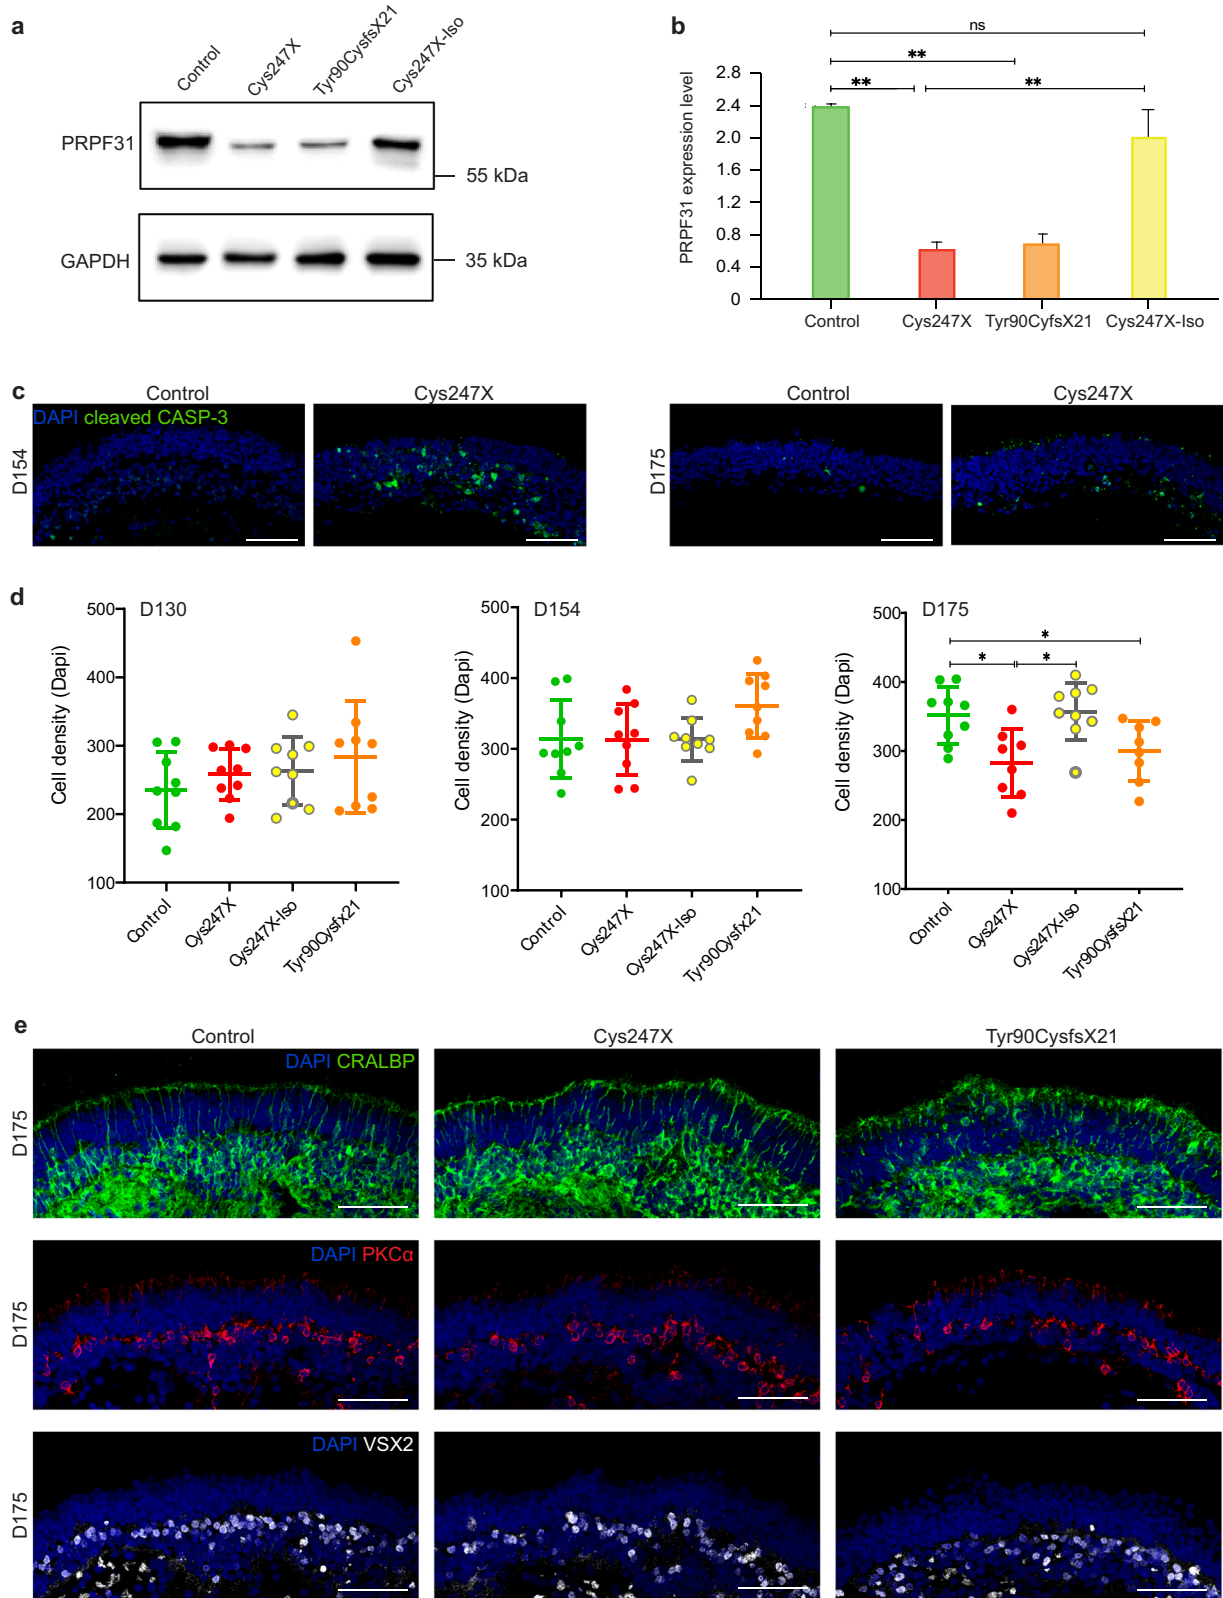 a
Control
Cys247X
Tyr90CysfsX21
Cys247X-Iso
PRPF31
55 kDa
GAPDH
35 kDa
b
ns
**
**
**
PRPF31 expression level
2.8
2.4
2.0
1.6
1.2
0.8
0.4
0
Control
Cys247X
Tyr90CyfsX21
Cys247X-Iso
c
Control
Cys247X
Control
Cys247X
DAPI cleaved CASP-3
D154
D175
d
D130
Cell density (Dapi)
500
400
300
200
100
Control
Cys247X
Cys247X-Iso
Tyr90Cysfx21
D154
Cell density (Dapi)
500
400
300
200
100
Control
Cys247X
Cys247X-Iso
Tyr90Cysfx21
D175
*
*
*
Cell density (Dapi)
500
400
300
200
100
Control
Cys247X
Cys247X-Iso
Tyr90CysfsX21
e
Control
Cys247X
Tyr90CysfsX21
DAPI CRALBP
D175
DAPI PKCα
D175
DAPI VSX2
D175